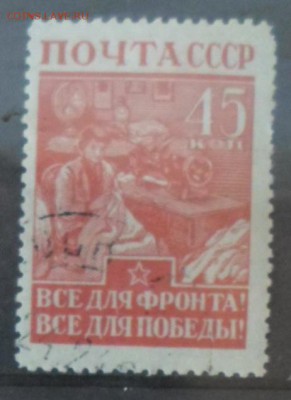 ПОЧТА СССР
45
КОП
ВСЕ ДЛЯ ФРОНТА!
ВСЕ ДЛЯ ПОБЕДЫ!